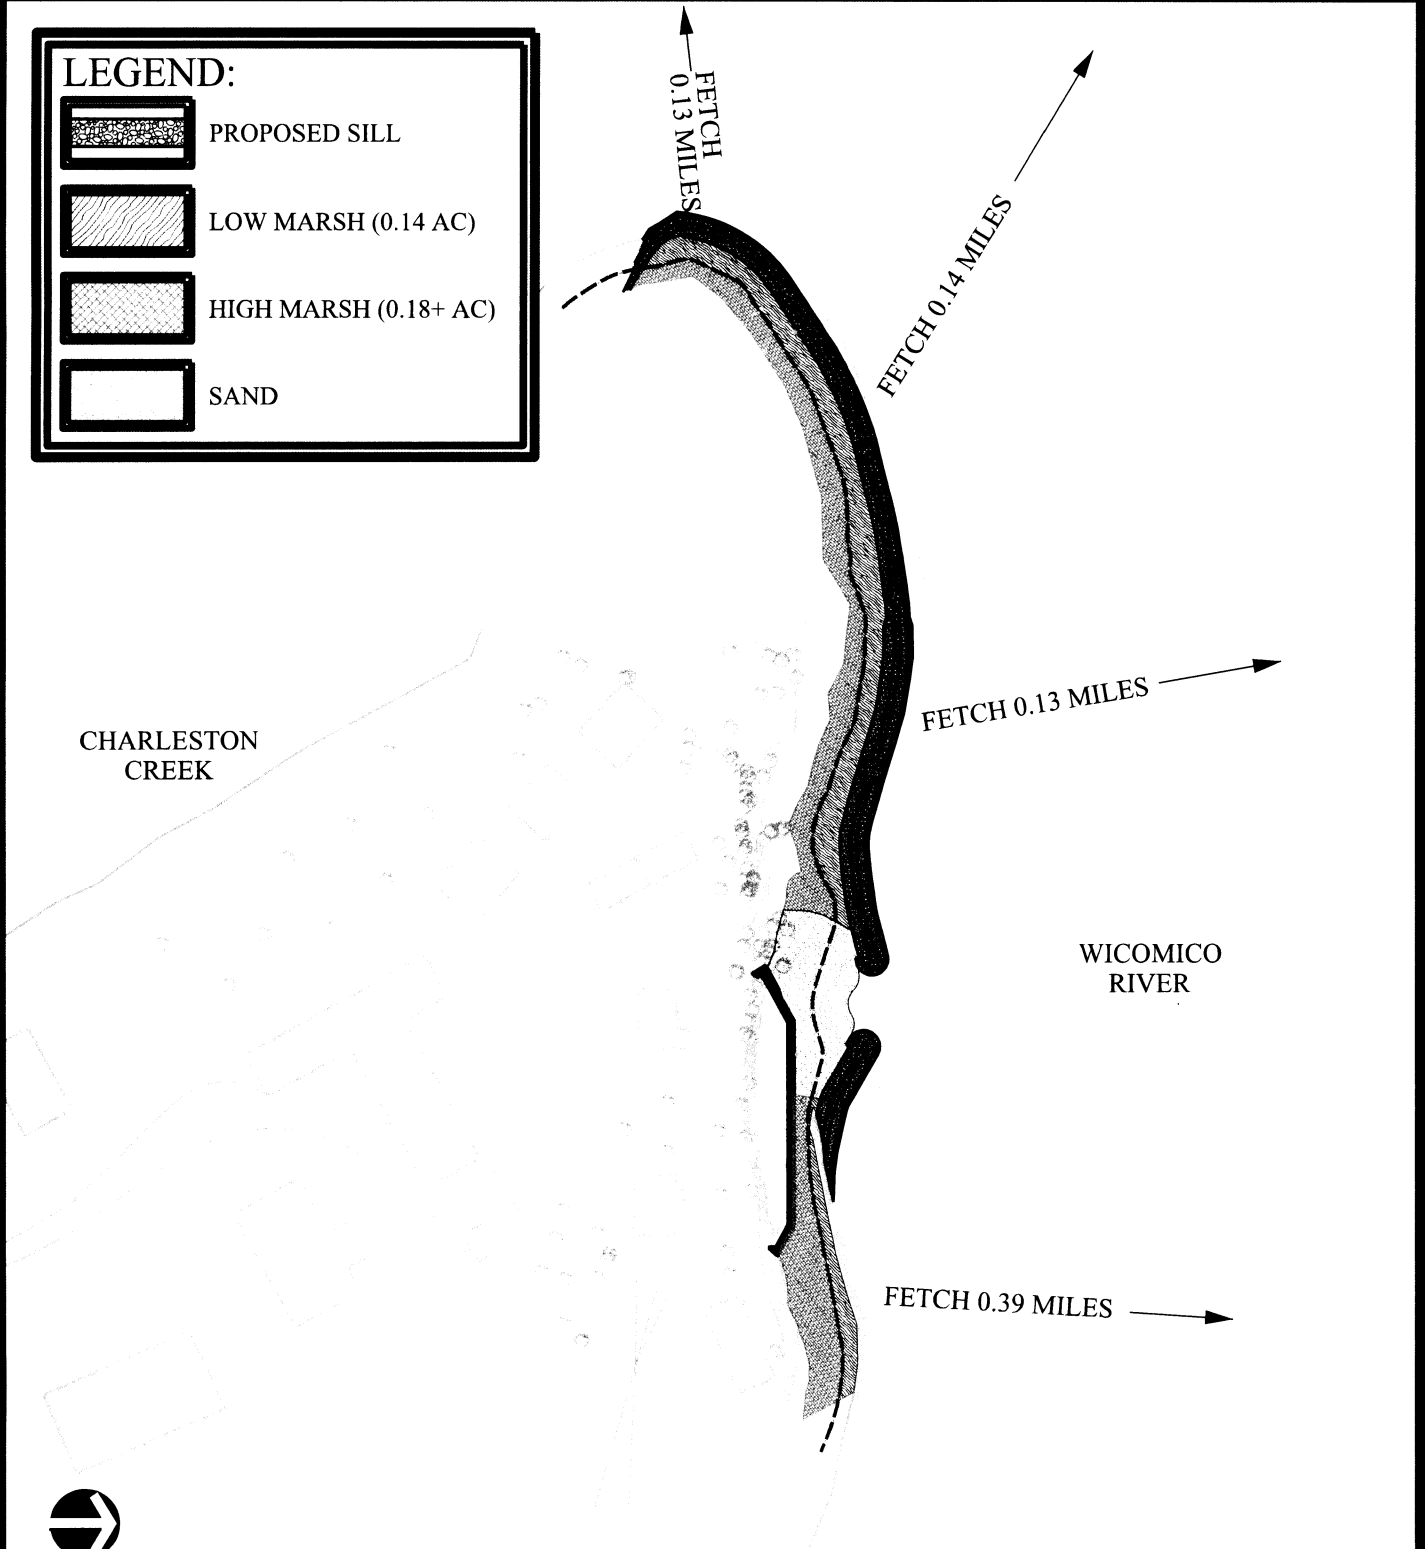 LEGEND:
PROPOSED SILL
LOW MARSH (0.14 AC)
HIGH MARSH (0.18+ AC)
SAND
FETCH
0.13 MILES
FETCH 0.14 MILES
FETCH 0.13 MILES
CHARLESTON
CREEK
WICOMICO
RIVER
FETCH 0.39 MILES